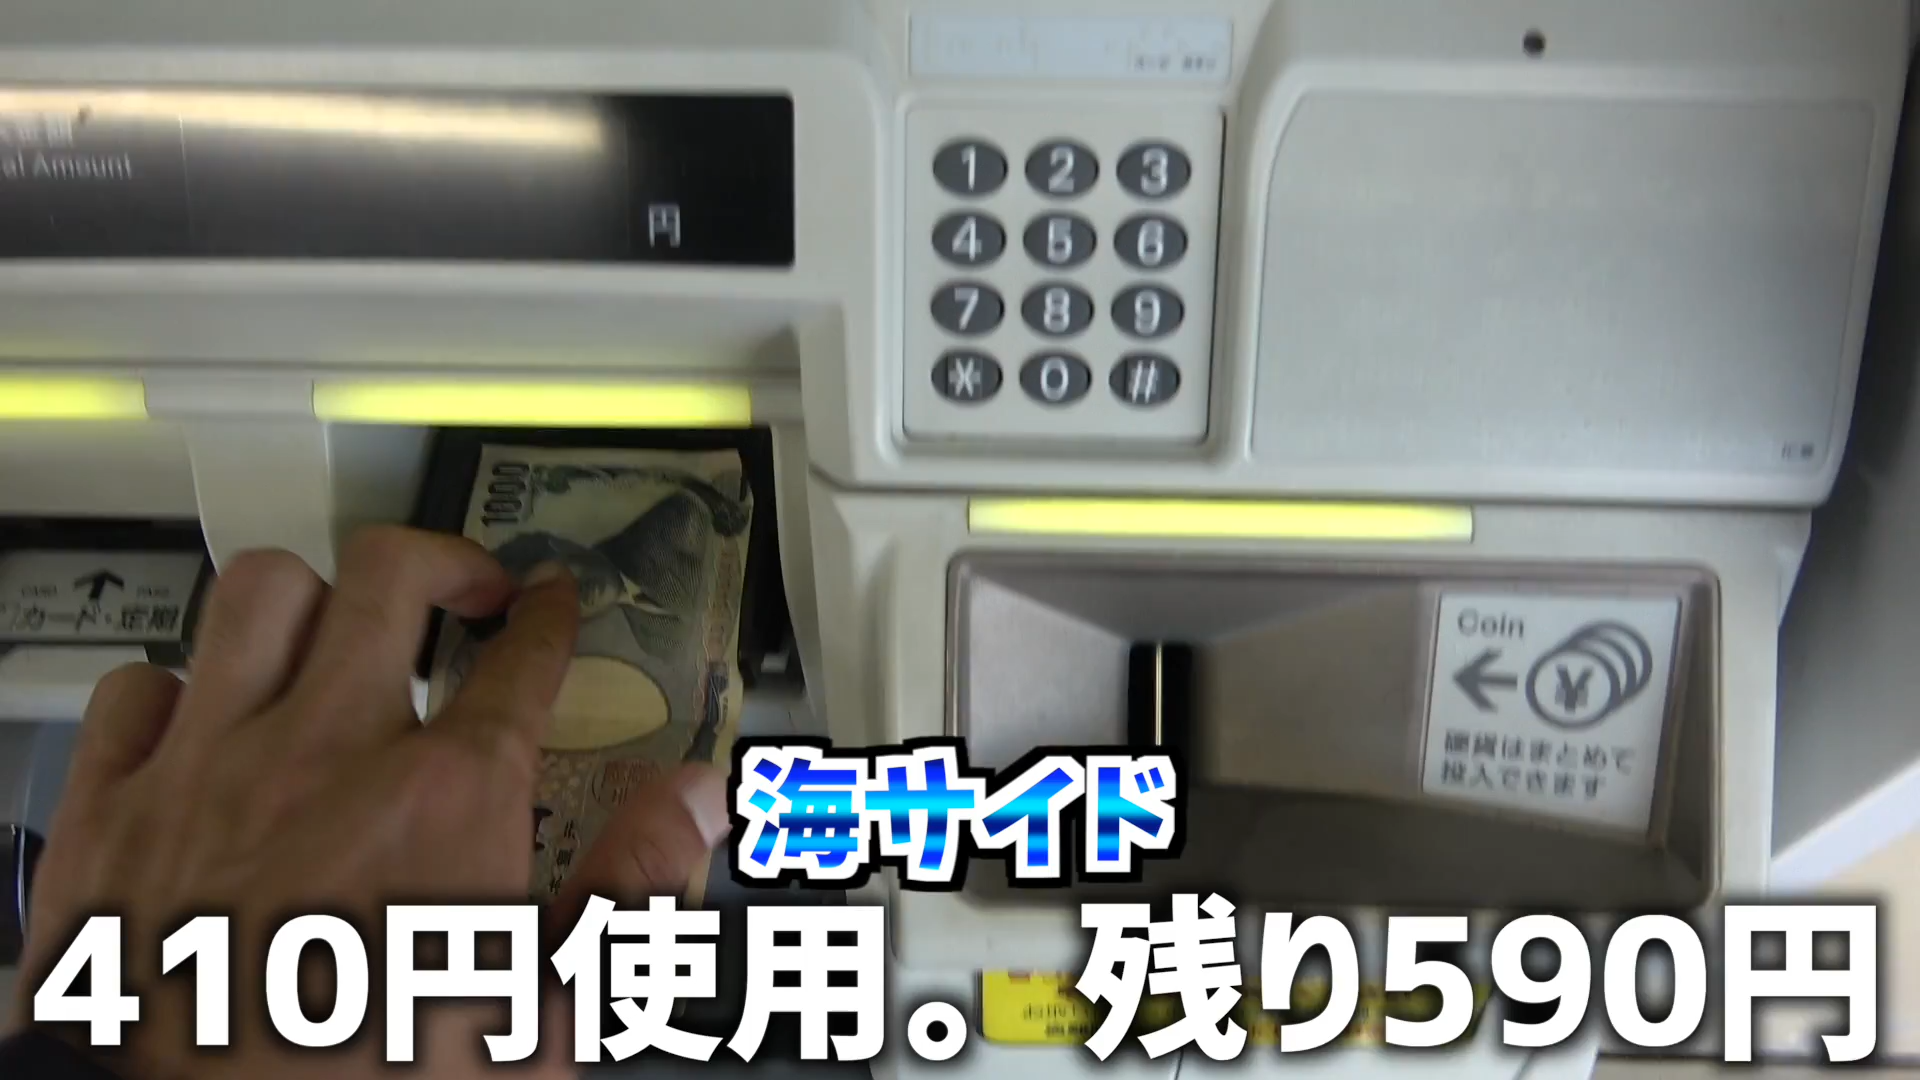 al Amount
円
1 2 3
4 5 6
7 8 9
* 0 #
1000
カード・定期
Coin
硬貨はまとめて
投入できます
海サイド
410円使用。残り590円